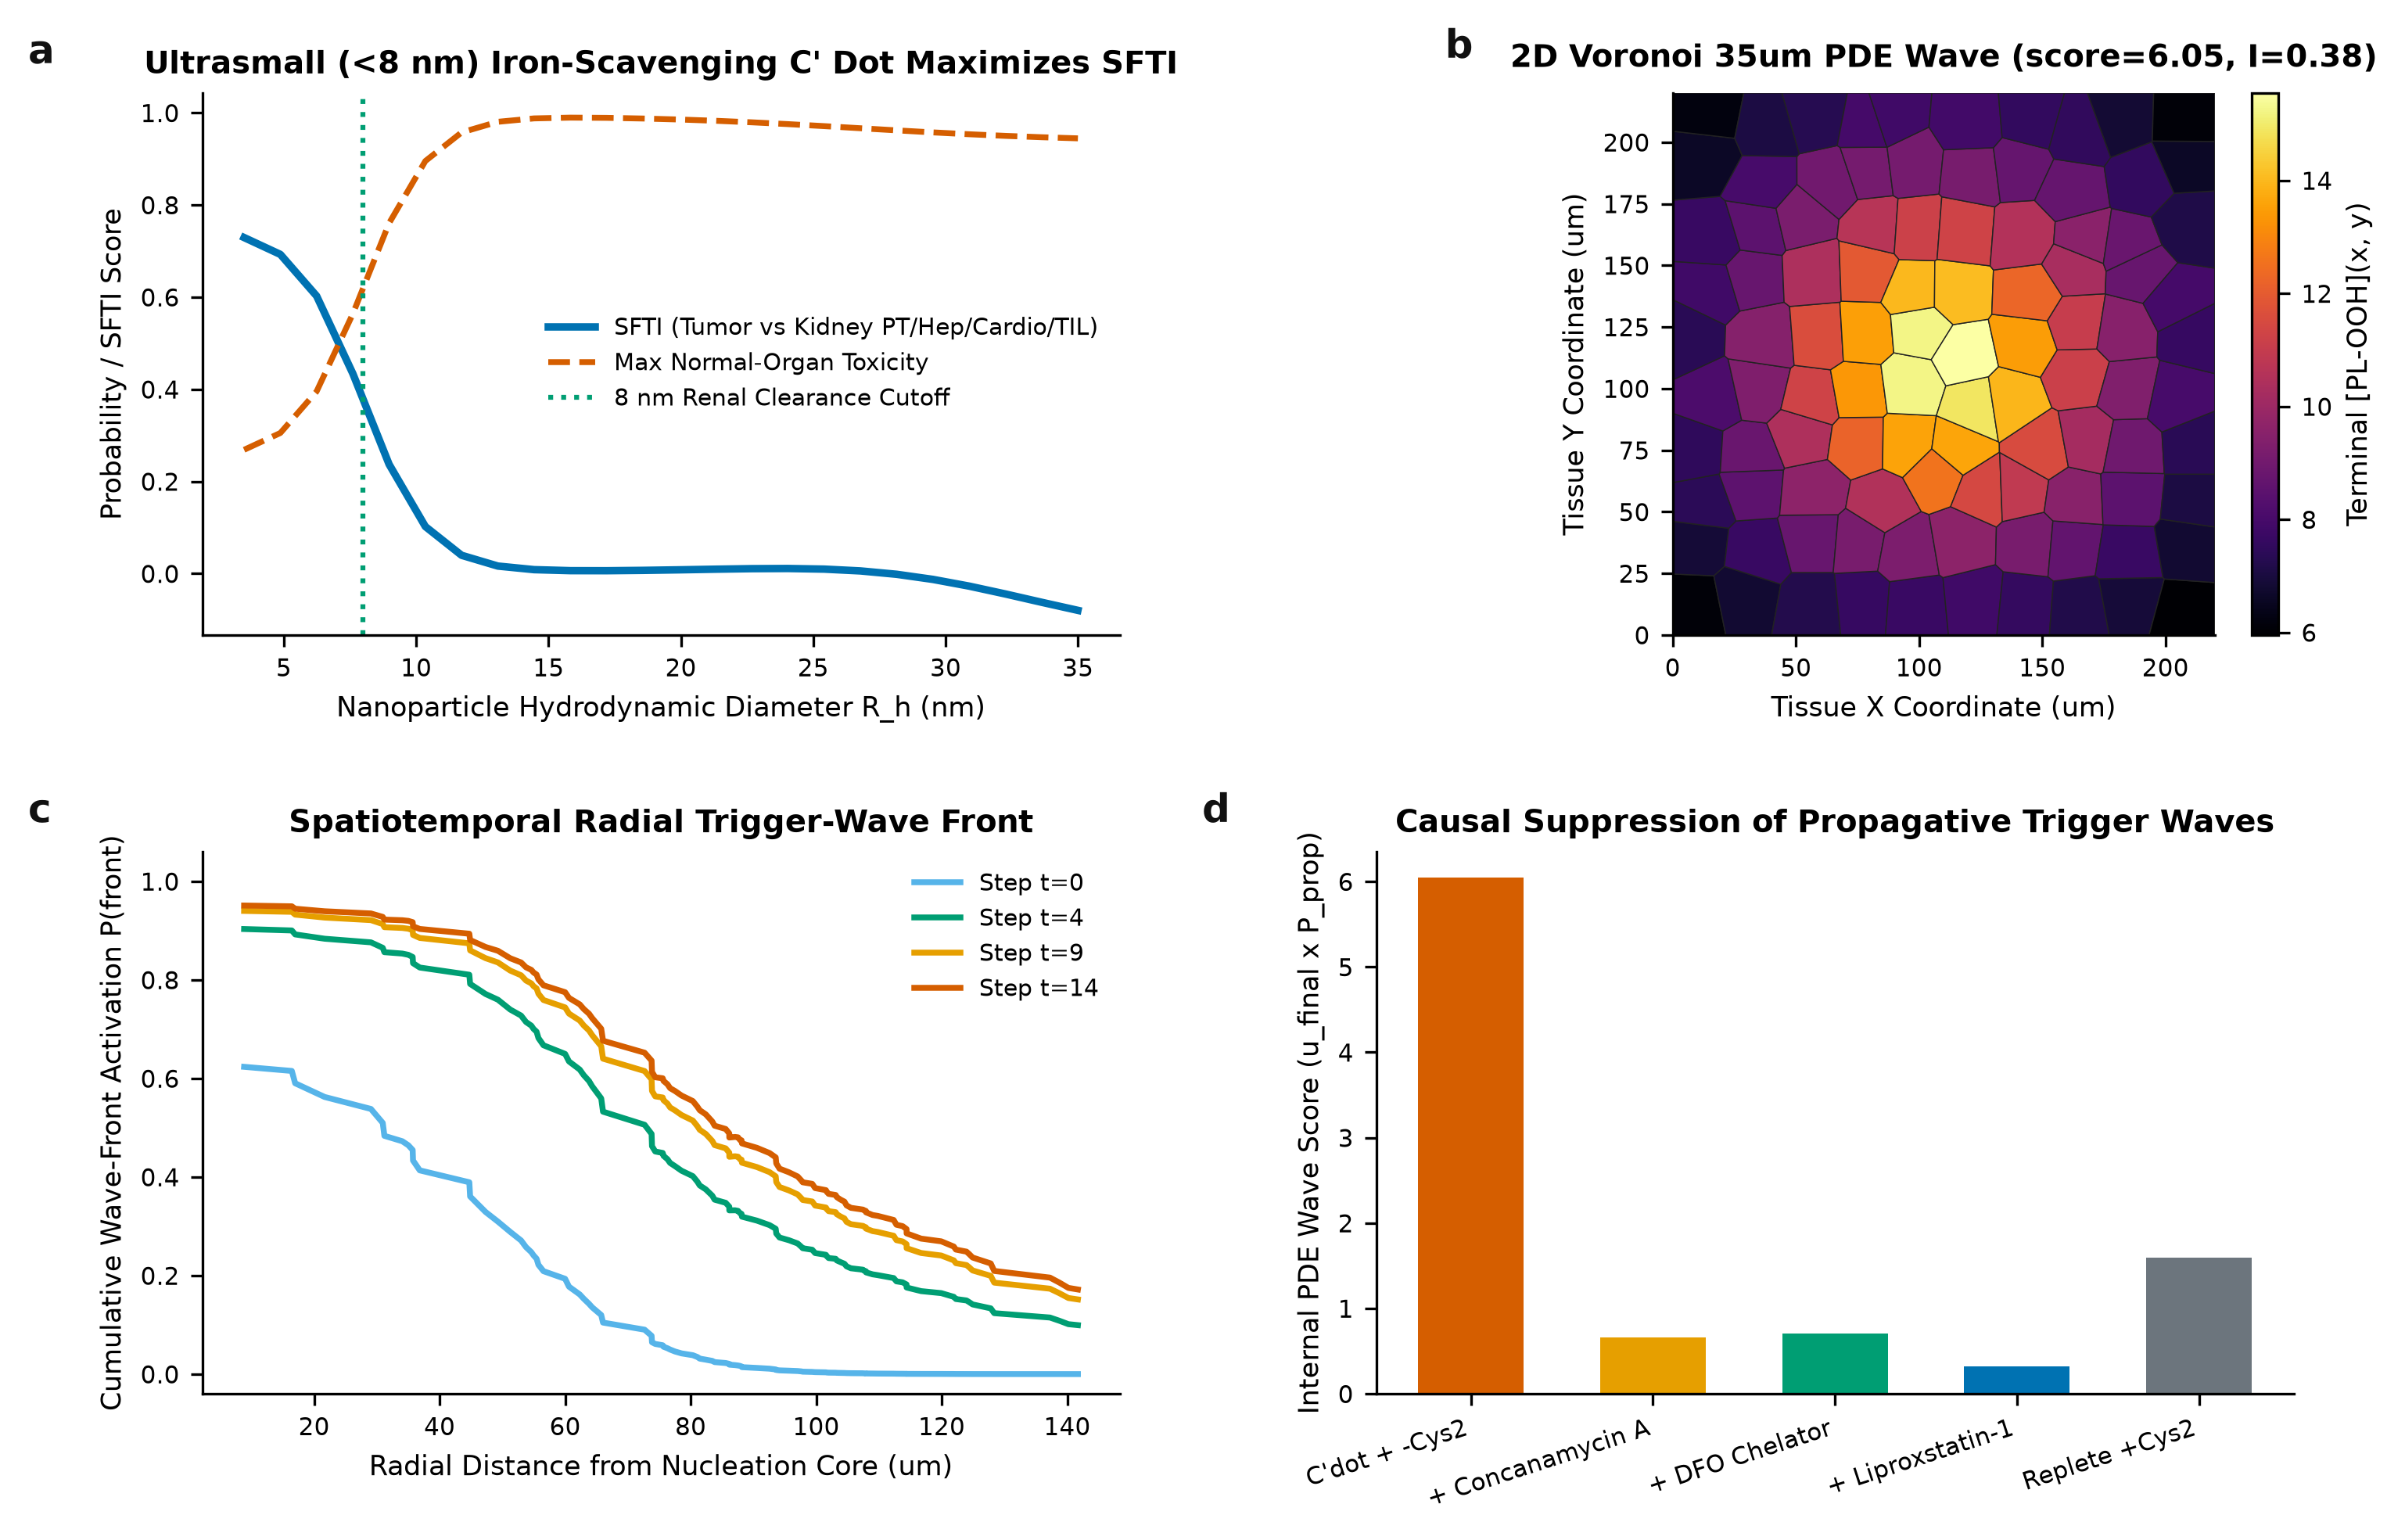 a
Ultrasmall (<8 nm) Iron-Scavenging C' Dot Maximizes SFTI
Probability / SFTI Score
1.0
0.8
0.6
0.4
0.2
0.0
SFTI (Tumor vs Kidney PT/Hep/Cardio/TIL)
Max Normal-Organ Toxicity
8 nm Renal Clearance Cutoff
5 10 15 20 25 30 35
Nanoparticle Hydrodynamic Diameter R_h (nm)
b
2D Voronoi 35um PDE Wave (score=6.05, I=0.38)
Tissue Y Coordinate (um)
200
175
150
125
100
75
50
25
0
0 50 100 150 200
Tissue X Coordinate (um)
14
12
10
8
6
Terminal [PL-OOH](x, y)
c
Spatiotemporal Radial Trigger-Wave Front
Cumulative Wave-Front Activation P(front)
1.0
0.8
0.6
0.4
0.2
0.0
Step t=0
Step t=4
Step t=9
Step t=14
20 40 60 80 100 120 140
Radial Distance from Nucleation Core (um)
d
Causal Suppression of Propagative Trigger Waves
Internal PDE Wave Score (u_final x P_prop)
6
5
4
3
2
1
0
C'dot + -Cys2
+ Concanamycin A
+ DFO Chelator
+ Liproxstatin-1
Replete +Cys2